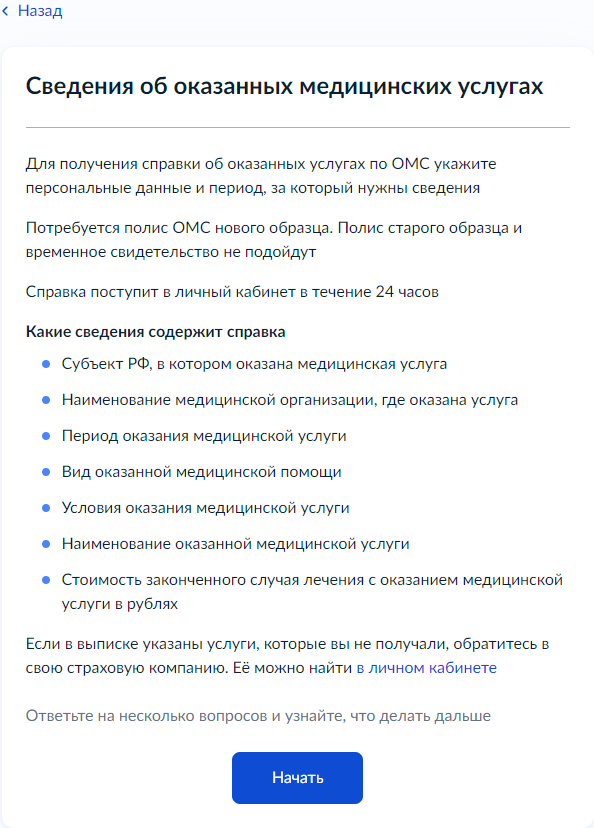 Назад
Сведения об оказанных медицинских услугах
Для получения справки об оказанных услугах по ОМС укажите
персональные данные и период, за который нужны сведения
Потребуется полис ОМС нового образца. Полис старого образца и
временное свидетельство не подойдут
Справка поступит в личный кабинет в течение 24 часов
Какие сведения содержит справка
Субъект РФ, в котором оказана медицинская услуга
Наименование медицинской организации, где оказана услуга
Период оказания медицинской услуги
Вид оказанной медицинской помощи
Условия оказания медицинской услуги
Наименование оказанной медицинской услуги
Стоимость законченного случая лечения с оказанием медицинской
услуги в рублях
Если в выписке указаны услуги, которые вы не получали, обратитесь в
свою страховую компанию. Её можно найти в личном кабинете
Ответьте на несколько вопросов и узнайте, что делать дальше
Начать